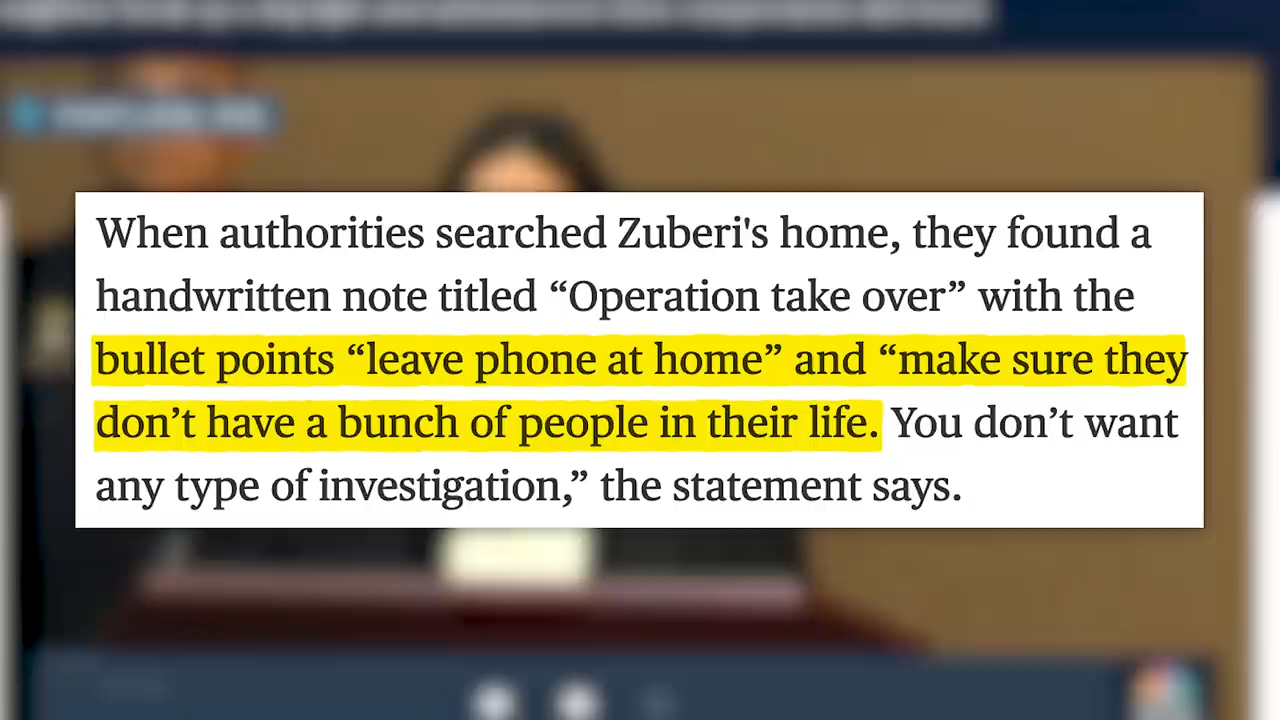 When authorities searched Zuberi's home, they found a
handwritten note titled “Operation take over” with the
bullet points “leave phone at home” and “make sure they
don’t have a bunch of people in their life. You don’t want
any type of investigation,” the statement says.